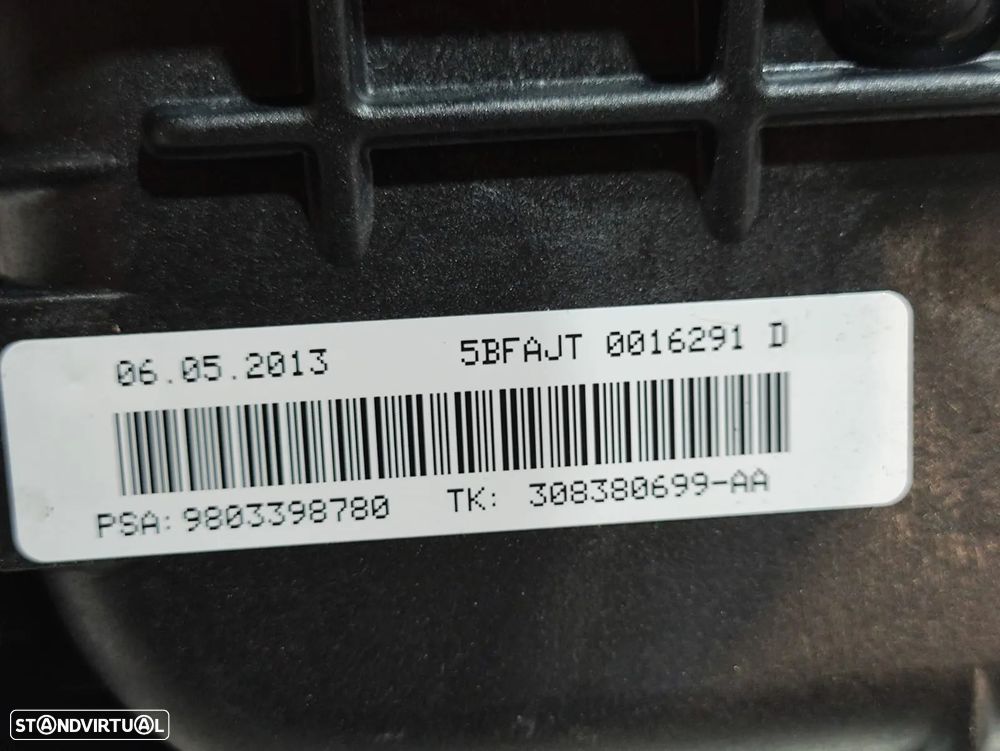 06.05.2013 5BFAJT 0016291 D
PSA:9803398780 TK: 308380699-AA
STANDVIRTUAL